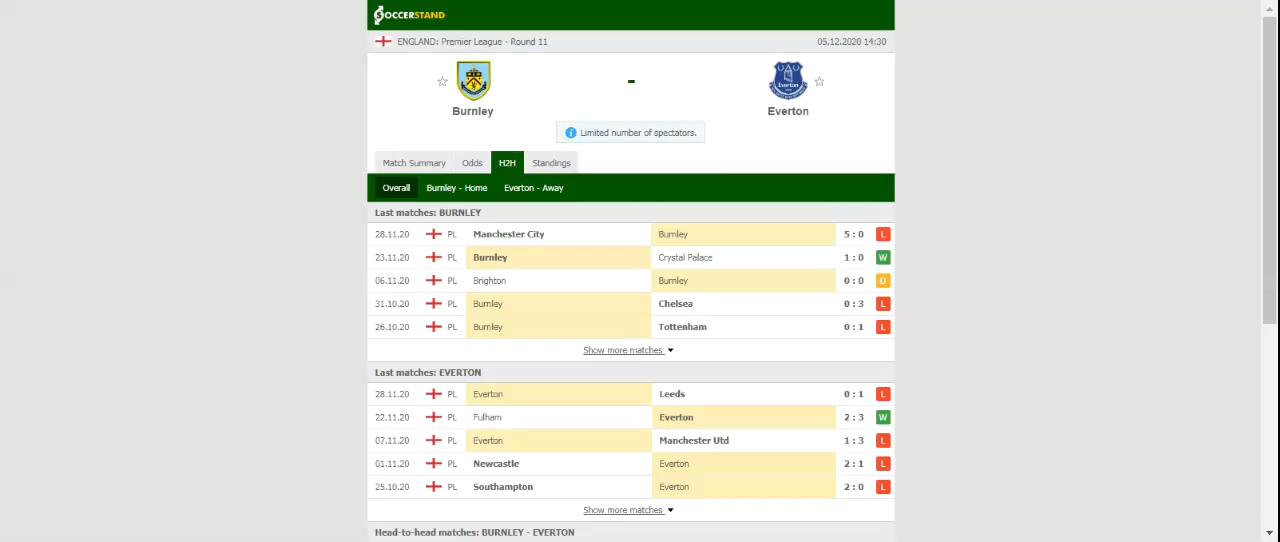 SOCCERSTAND
ENGLAND: Premier League - Round 11 05.12.2020 14:30
-
Burnley Everton
Limited number of spectators.
Match Summary Odds H2H Standings
Overall Burnley - Home Everton - Away
Last matches: BURNLEY
28.11.20 PL Manchester City Burnley 5 : 0 L
23.11.20 PL Burnley Crystal Palace 1 : 0 W
06.11.20 PL Brighton Burnley 0 : 0 D
31.10.20 PL Burnley Chelsea 0 : 3 L
26.10.20 PL Burnley Tottenham 0 : 1 L
Show more matches
Last matches: EVERTON
28.11.20 PL Everton Leeds 0 : 1 L
22.11.20 PL Fulham Everton 2 : 3 W
07.11.20 PL Everton Manchester Utd 1 : 3 L
01.11.20 PL Newcastle Everton 2 : 1 L
25.10.20 PL Southampton Everton 2 : 0 L
Show more matches
Head-to-head matches: BURNLEY - EVERTON